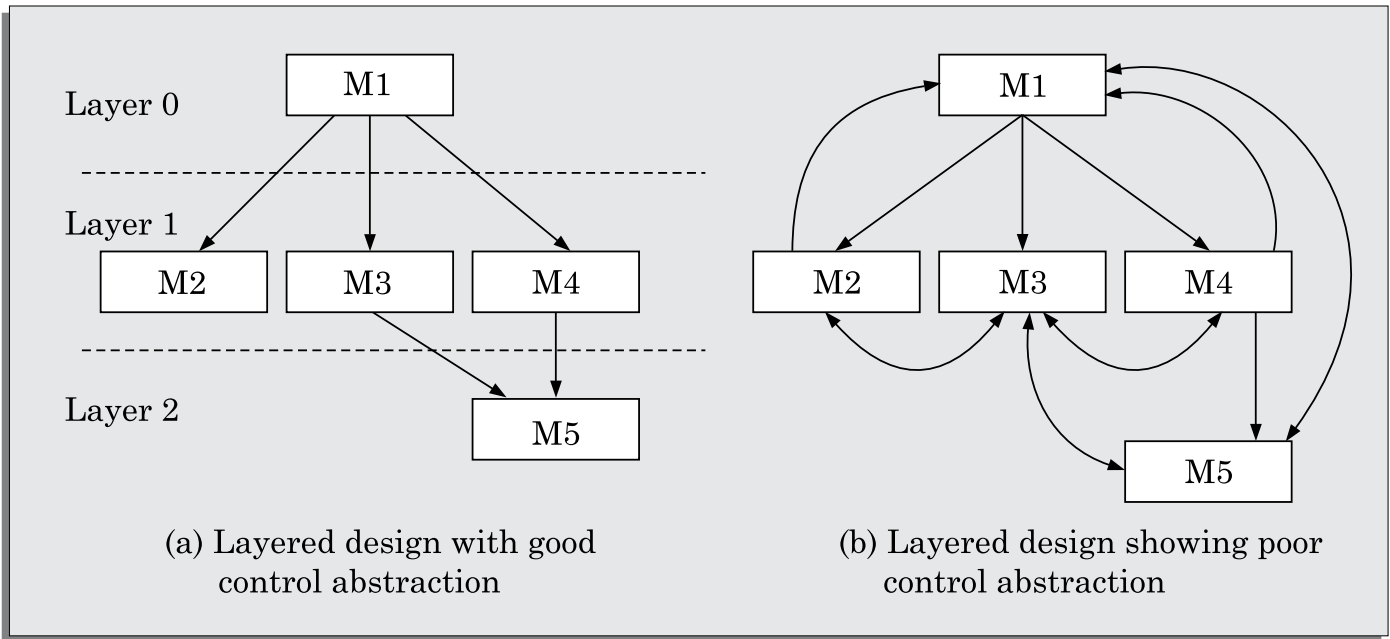 Layer 0
M1
Layer 1
M2
M3
M4
Layer 2
M5
(a) Layered design with good
control abstraction
M1
M2
M3
M4
M5
(b) Layered design showing poor
control abstraction